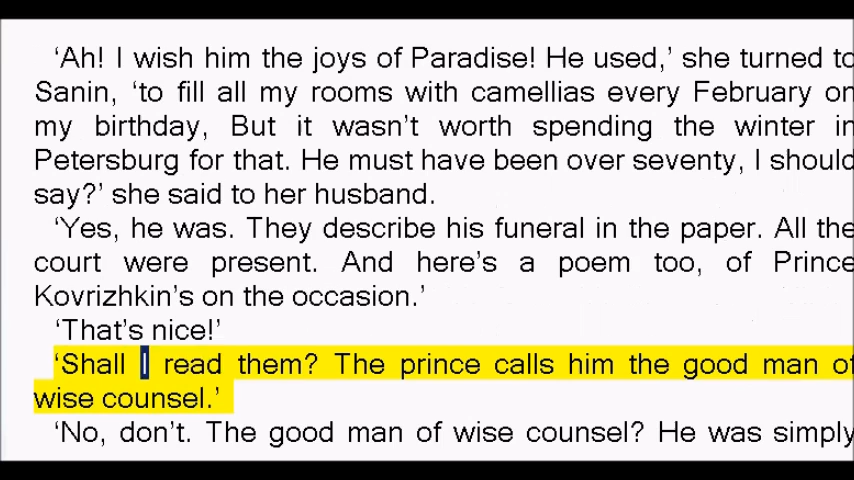 ‘Ah! I wish him the joys of Paradise! He used,’ she turned to
Sanin, ‘to fill all my rooms with camellias every February on
my birthday, But it wasn’t worth spending the winter in
Petersburg for that. He must have been over seventy, I should
say?’ she said to her husband.
‘Yes, he was. They describe his funeral in the paper. All the
court were present. And here’s a poem too, of Prince
Kovrizhkin’s on the occasion.’
‘That’s nice!’
‘Shall I read them? The prince calls him the good man of
wise counsel.’
‘No, don’t. The good man of wise counsel? He was simply